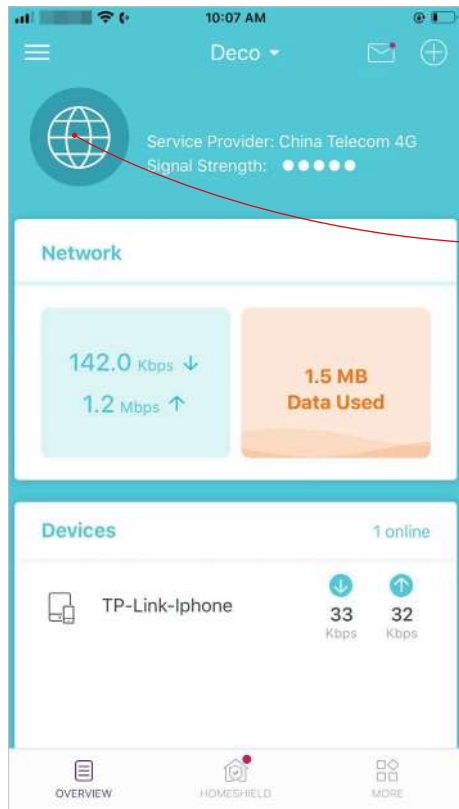 10:07 AM
Deco
Service Provider: China Telecom 4G
Signal Strength:
Network
142.0 Kbps ↓
1.2 Mbps ↑
1.5 MB
Data Used
Devices
1 online
TP-Link-Iphone
33
Kbps
32
Kbps
OVERVIEW
HOMESHIELD
MORE